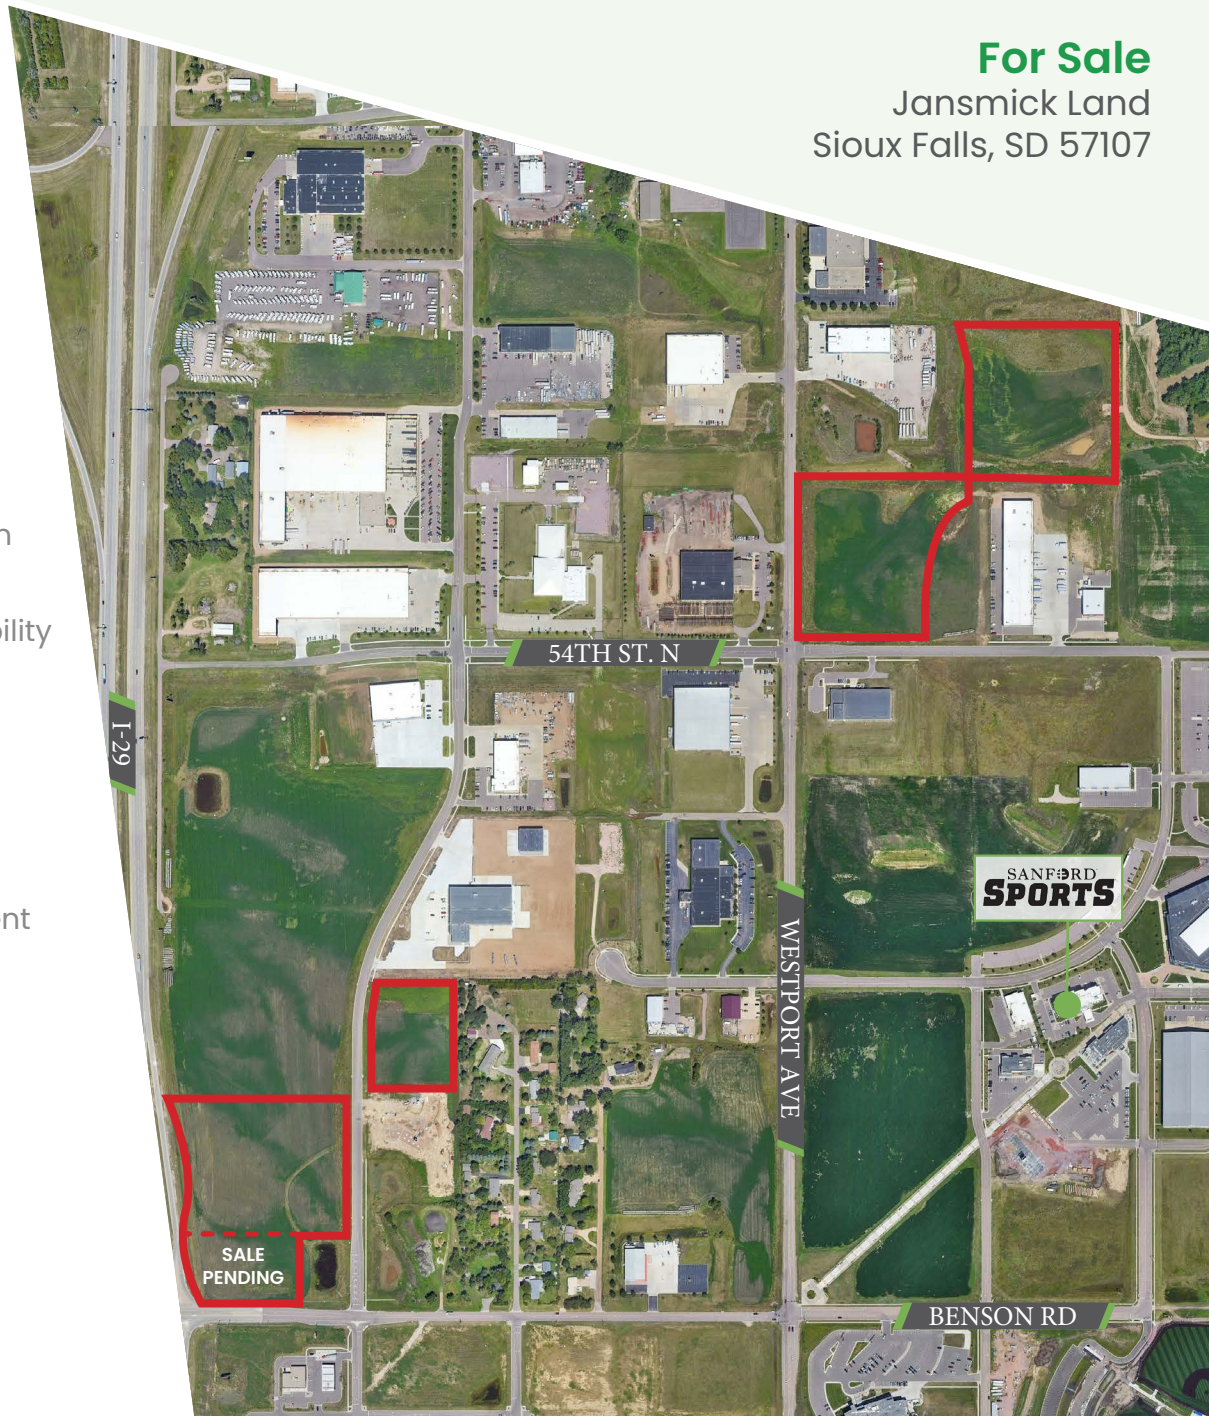 For Sale
Jansmick Land
Sioux Falls, SD 57107
54TH ST. N
I-29
SANFORD
SPORTS
WESTPORT AVE
SALE
PENDING
BENSON RD